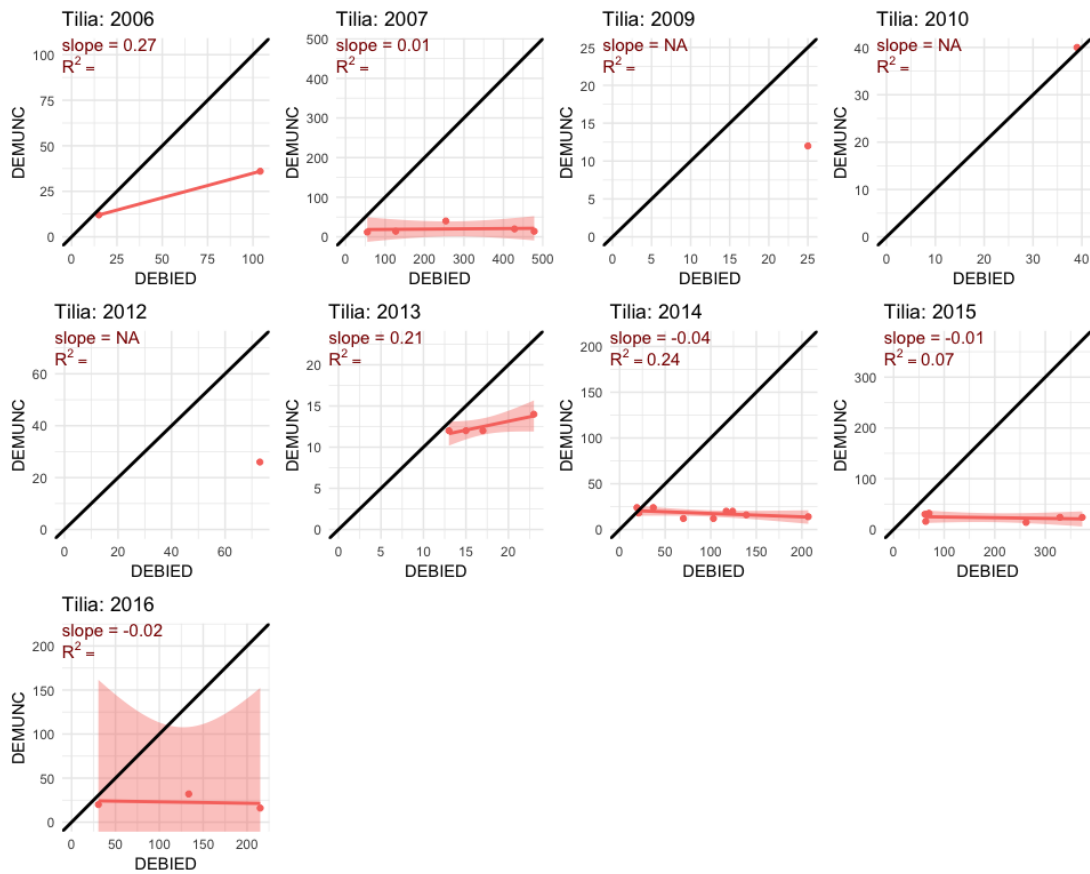 Tilia: 2006
slope = 0.27
R² =
100
75
50
25
0
DEMUNC
0 25 50 75 100
DEBIED
Tilia: 2007
slope = 0.01
R² =
500
400
300
200
100
0
DEMUNC
0 100 200 300 400 500
DEBIED
Tilia: 2009
slope = NA
R² =
25
20
15
10
5
0
DEMUNC
0 5 10 15 20 25
DEBIED
Tilia: 2010
slope = NA
R² =
40
30
20
10
0
DEMUNC
0 10 20 30 40
DEBIED
Tilia: 2012
slope = NA
R² =
60
40
20
0
DEMUNC
0 20 40 60
DEBIED
Tilia: 2013
slope = 0.21
R² =
20
15
10
5
0
DEMUNC
0 5 10 15 20
DEBIED
Tilia: 2014
slope = -0.04
R² = 0.24
200
150
100
50
0
DEMUNC
0 50 100 150 200
DEBIED
Tilia: 2015
slope = -0.01
R² = 0.07
300
200
100
0
DEMUNC
0 100 200 300
DEBIED
Tilia: 2016
slope = -0.02
R² =
200
150
100
50
0
DEMUNC
0 50 100 150 200
DEBIED